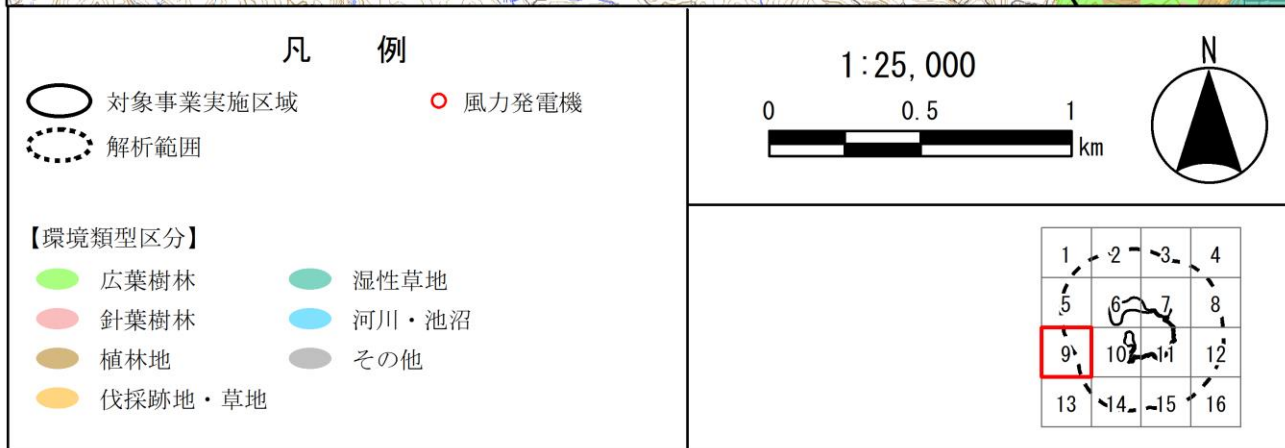 凡 例
対象事業実施区域 風力発電機
解析範囲
【環境類型区分】
広葉樹林 湿性草地
針葉樹林 河川・池沼
植林地 その他
伐採跡地・草地
1:25,000
0 0.5 1
km
N
1 2 3 4
5 6 7 8
9 10 11 12
13 14 15 16